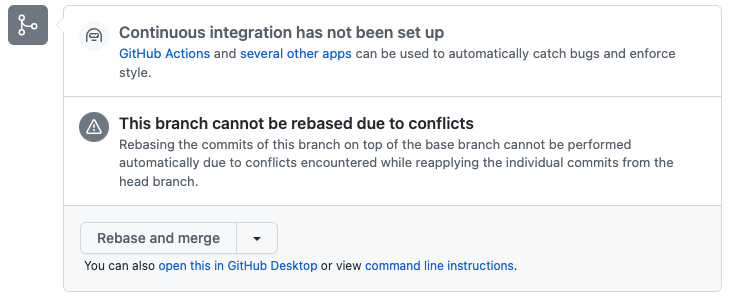 Continuous integration has not been set up
GitHub Actions and several other apps can be used to automatically catch bugs and enforce
style.
This branch cannot be rebased due to conflicts
Rebasing the commits of this branch on top of the base branch cannot be performed
automatically due to conflicts encountered while reapplying the individual commits from the
head branch.
Rebase and merge
You can also open this in GitHub Desktop or view command line instructions.